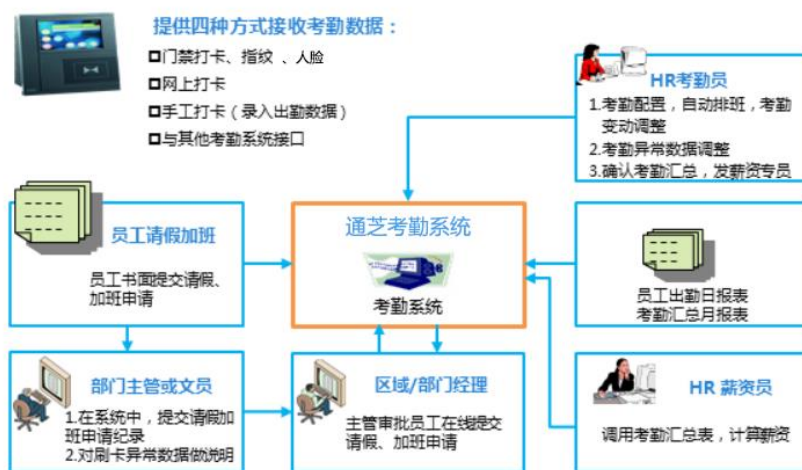 提供四种方式接收考勤数据：
门禁打卡、指纹 、人脸
网上打卡
手工打卡（录入出勤数据）
与其他考勤系统接口
HR考勤员
1.考勤配置，自动排班，考勤
变动调整
2.考勤异常数据调整
3.确认考勤汇总，发薪资专员
员工请假加班
员工书面提交请假、
加班申请
通芝考勤系统
考勤系统
员工出勤日报表
考勤汇总月报表
部门主管或文员
1.在系统中，提交请假加
班申请纪录
2.对刷卡异常数据做说明
区域/部门经理
主管审批员工在线提交
请假、加班申请
HR 薪资员
调用考勤汇总表，计算薪资